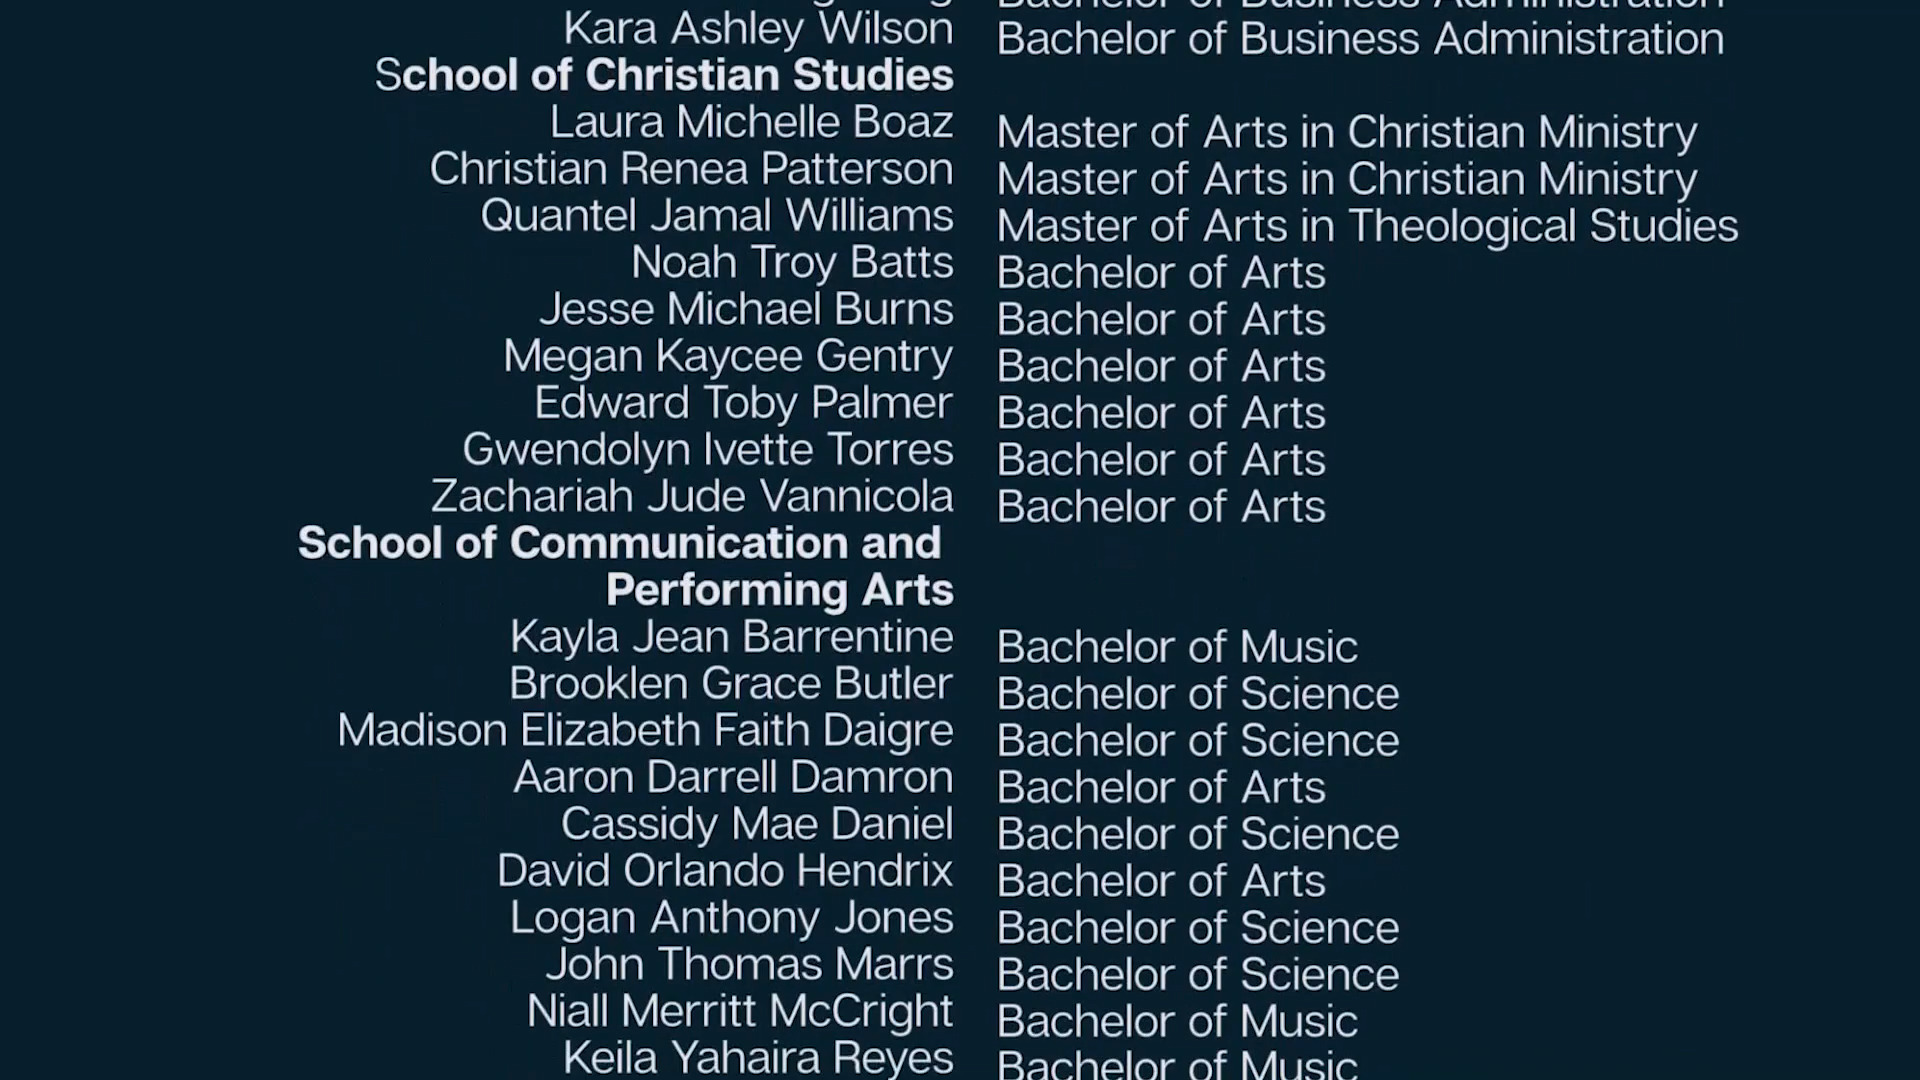 Bachelor of Business Administration
Kara Ashley Wilson Bachelor of Business Administration
School of Christian Studies
Laura Michelle Boaz Master of Arts in Christian Ministry
Christian Renea Patterson Master of Arts in Christian Ministry
Quantel Jamal Williams Master of Arts in Theological Studies
Noah Troy Batts Bachelor of Arts
Jesse Michael Burns Bachelor of Arts
Megan Kaycee Gentry Bachelor of Arts
Edward Toby Palmer Bachelor of Arts
Gwendolyn Ivette Torres Bachelor of Arts
Zachariah Jude Vannicola Bachelor of Arts
School of Communication and
Performing Arts
Kayla Jean Barrentine Bachelor of Music
Brooklen Grace Butler Bachelor of Science
Madison Elizabeth Faith Daigre Bachelor of Science
Aaron Darrell Damron Bachelor of Arts
Cassidy Mae Daniel Bachelor of Science
David Orlando Hendrix Bachelor of Arts
Logan Anthony Jones Bachelor of Science
John Thomas Marrs Bachelor of Science
Niall Merritt McCright Bachelor of Music
Keila Yahaira Reyes Bachelor of Music